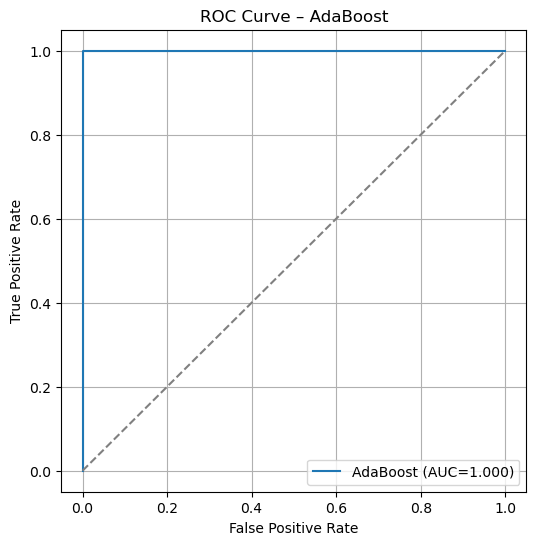 ROC Curve – AdaBoost
True Positive Rate
1.0
0.8
0.6
0.4
0.2
0.0
AdaBoost (AUC=1.000)
0.0 0.2 0.4 0.6 0.8 1.0
False Positive Rate